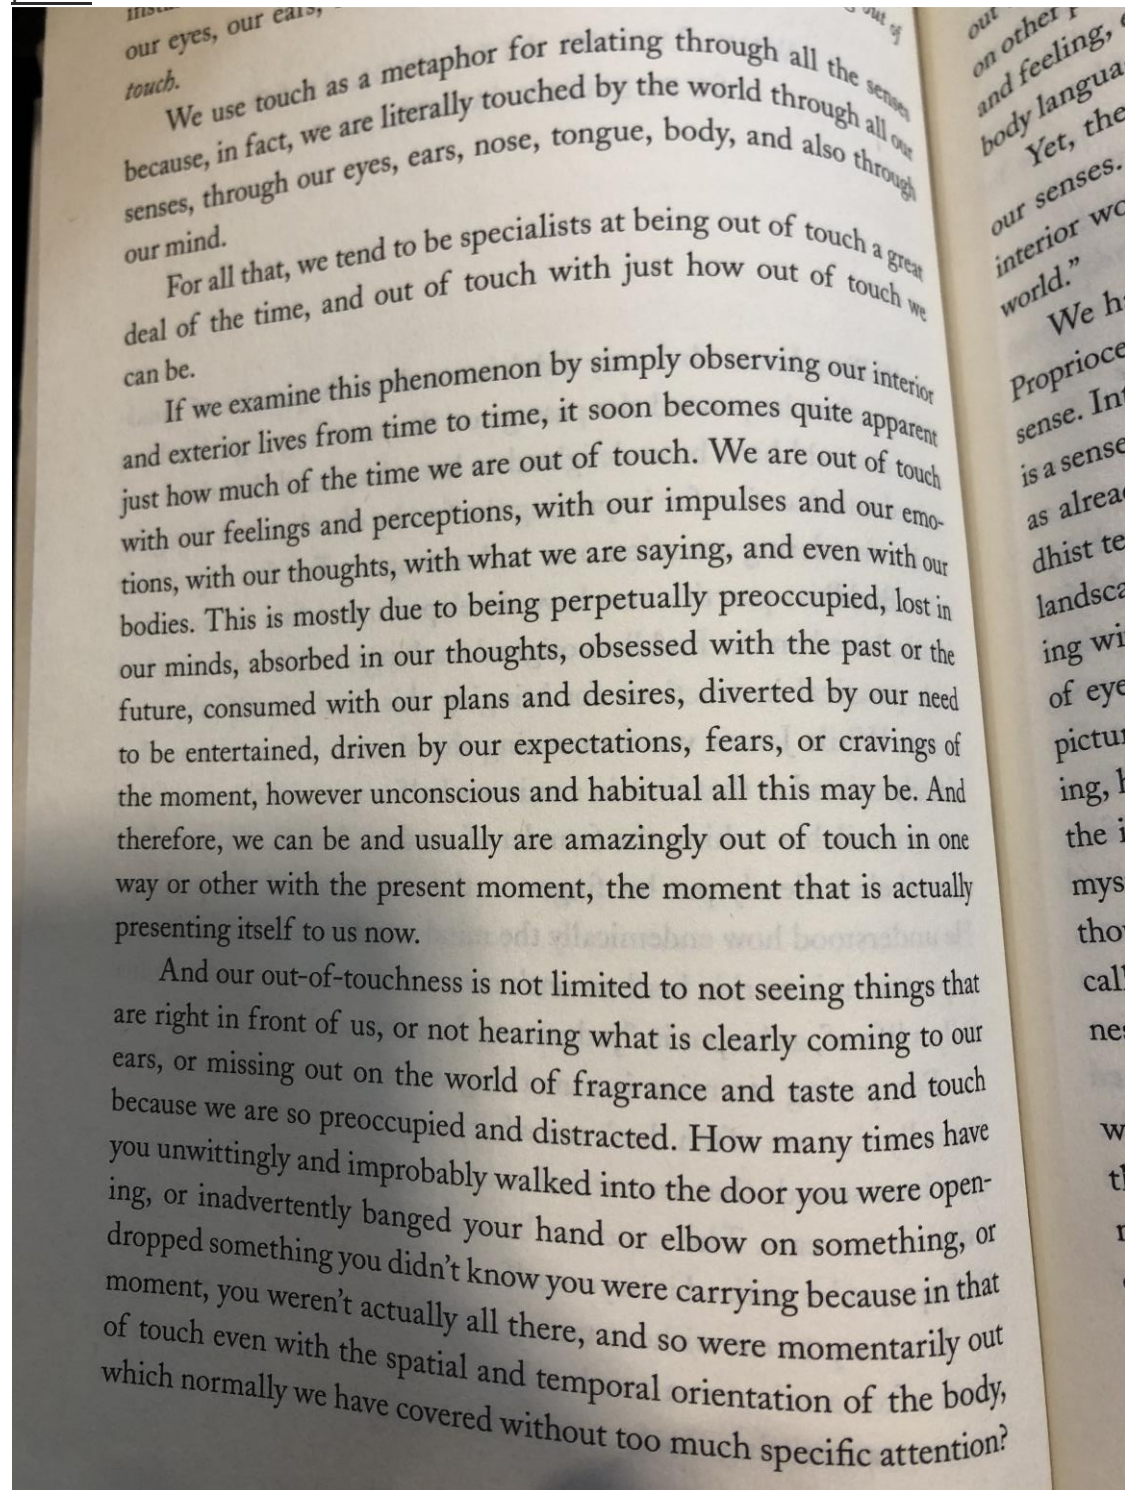 our eyes, our ears,
out of
touch.
We use touch as a metaphor for relating through all the senses
because, in fact, we are literally touched by the world through all our
senses, through our eyes, ears, nose, tongue, body, and also through
our mind.
For all that, we tend to be specialists at being out of touch a great
deal of the time, and out of touch with just how out of touch we
can be.
If we examine this phenomenon by simply observing our interior
and exterior lives from time to time, it soon becomes quite apparent
just how much of the time we are out of touch. We are out of touch
with our feelings and perceptions, with our impulses and our emo-
tions, with our thoughts, with what we are saying, and even with our
bodies. This is mostly due to being perpetually preoccupied, lost in
our minds, absorbed in our thoughts, obsessed with the past or the
future, consumed with our plans and desires, diverted by our need
to be entertained, driven by our expectations, fears, or cravings of
the moment, however unconscious and habitual all this may be. And
therefore, we can be and usually are amazingly out of touch in one
way or other with the present moment, the moment that is actually
presenting itself to us now.
And our out-of-touchness is not limited to not seeing things that
are right in front of us, or not hearing what is clearly coming to our
ears, or missing out on the world of fragrance and taste and touch
because we are so preoccupied and distracted. How many times have
you unwittingly and improbably walked into the door you were open-
ing, or inadvertently banged your hand or elbow on something, or
dropped something you didn't know you were carrying because in that
moment, you weren't actually all there, and so were momentarily out
of touch even with the spatial and temporal orientation of the body,
which normally we have covered without too much specific attention?
out
on other
and feeling,
body langua
Yet, the
our senses.
interior wo
world."
We h
Proprioce
sense. Int
is a sense
as alrea
dhist te
landsca
ing wi
of eye
pictu
ing,
the i
mys
tho
call
nes
w